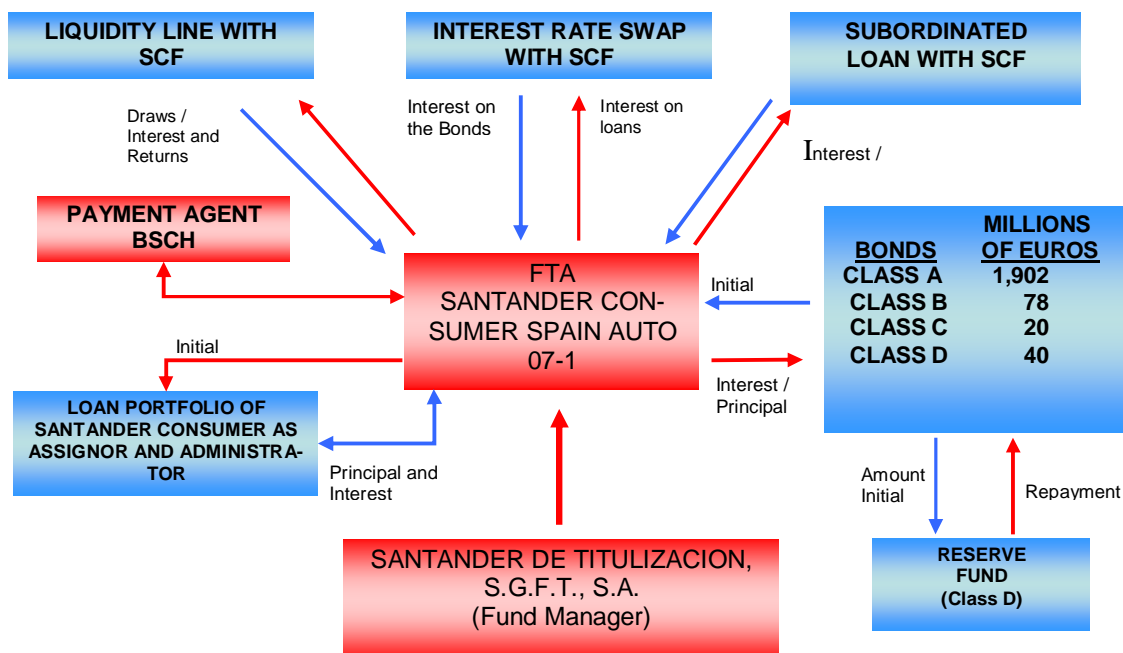 LIQUIDITY LINE WITH
SCF
INTEREST RATE SWAP
WITH SCF
SUBORDINATED
LOAN WITH SCF
Draws /
Interest and
Returns
Interest on
the Bonds
Interest on
loans
Interest /
PAYMENT AGENT
BSCH
FTA
SANTANDER CON-
SUMER SPAIN AUTO
07-1
Initial
Interest /
Principal
MILLIONS
BONDS OF EUROS
CLASS A 1,902
CLASS B 78
CLASS C 20
CLASS D 40
Initial
LOAN PORTFOLIO OF
SANTANDER CONSUMER AS
ASSIGNOR AND ADMINISTRA-
TOR
Principal and
Interest
Amount
Initial
Repayment
SANTANDER DE TITULIZACION,
S.G.F.T., S.A.
(Fund Manager)
RESERVE
FUND
(Class D)